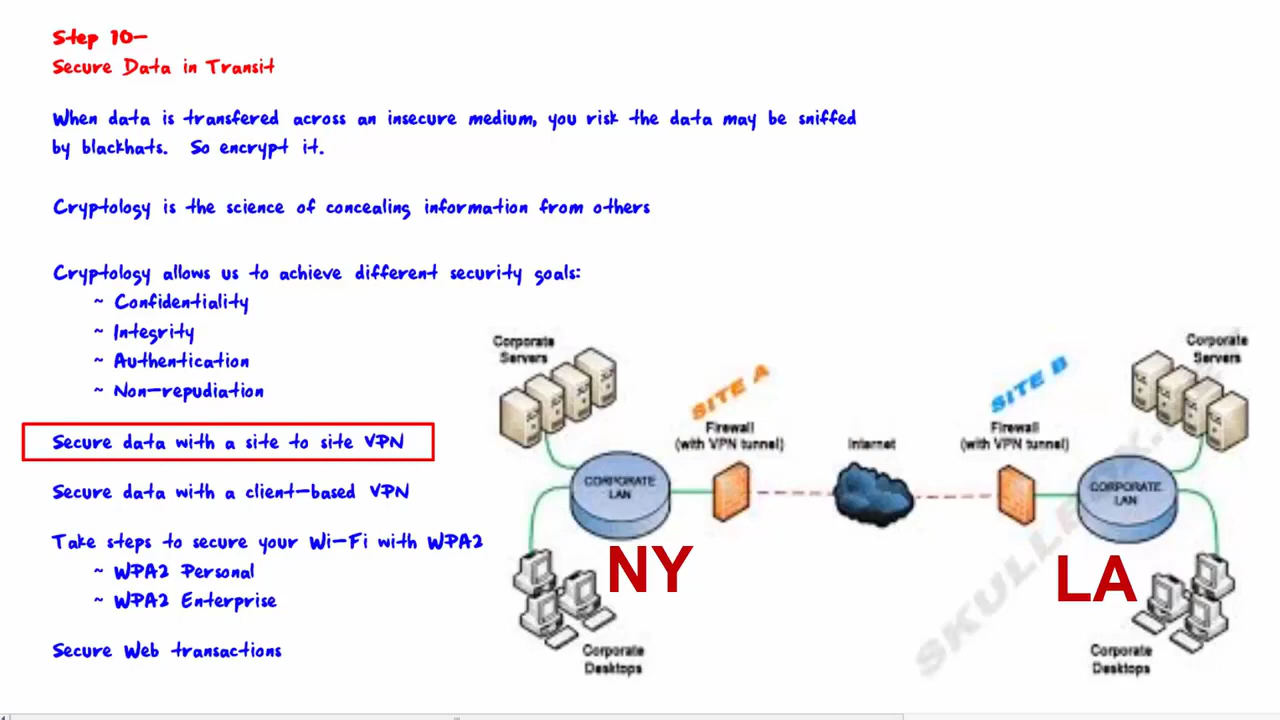 Step 10-
Secure Data in Transit
When data is transfered across an insecure medium, you risk the data may be sniffed
by blackhats. So encrypt it.
Cryptology is the science of concealing information from others
Cryptology allows us to achieve different security goals:
~ Confidentiality
~ Integrity
~ Authentication
~ Non-repudiation
Secure data with a site to site VPN
Secure data with a client-based VPN
Take steps to secure your Wi-Fi with WPA2
~ WPA2 Personal
~ WPA2 Enterprise
Secure Web transactions
Corporate
Servers
SITE A
Firewall
(with VPN tunnel)
CORPORATE
LAN
NY
Corporate
Desktops
Internet
SITE B
Firewall
(with VPN tunnel)
Corporate
Servers
CORPORATE
LAN
LA
Corporate
Desktops